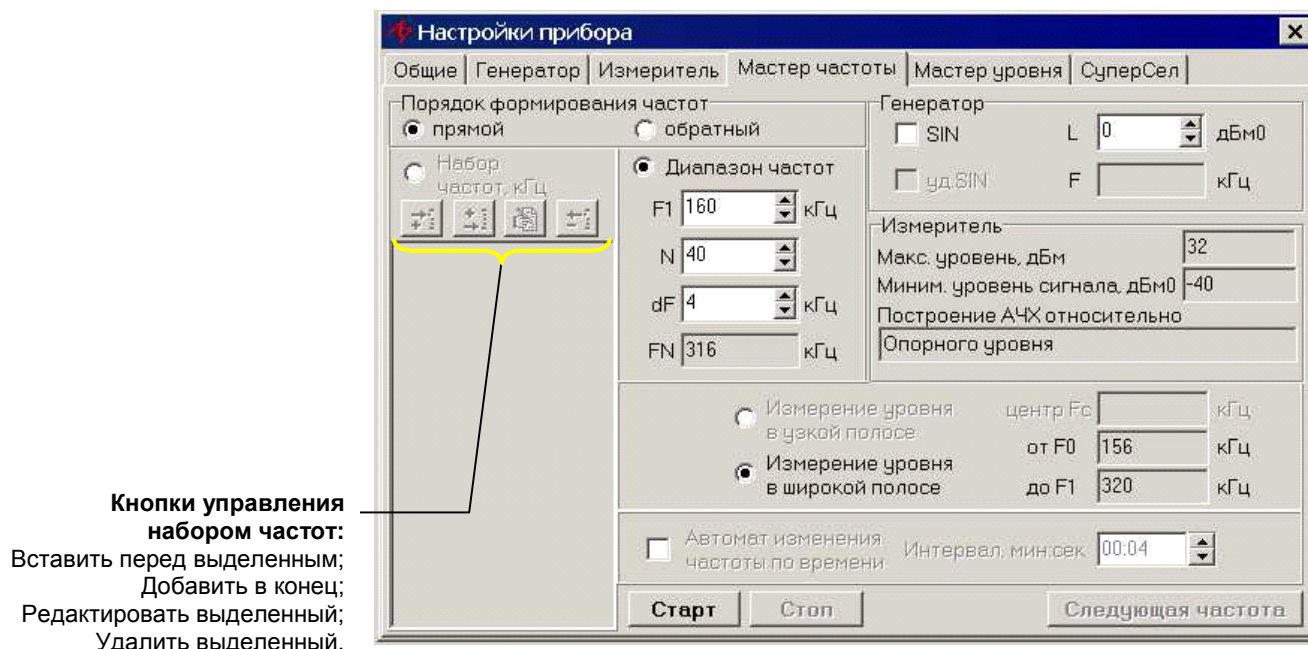 Настройки прибора
Общие Генератор Измеритель Мастер частоты Мастер уровня СуперСел
Порядок формирования частот
прямой обратный
Набор
частот, кГц
Диапазон частот
F1 160 кГц
N 40
dF 4 кГц
FN 316 кГц
Генератор
SIN L 0 дБм0
уд.SIN F кГц
Измеритель
Макс. уровень, дБм 32
Миним. уровень сигнала, дБм0 -40
Построение АЧХ относительно
Опорного уровня
Измерение уровня
в узкой полосе
центр Fc кГц
Измерение уровня
в широкой полосе
от F0 156 кГц
до F1 320 кГц
Автомат изменения
частоты по времени
Интервал, мин:сек 00:04
Старт Стоп Следующая частота
Кнопки управления
набором частот:
Вставить перед выделенным;
Добавить в конец;
Редактировать выделенный;
Удалить выделенный.